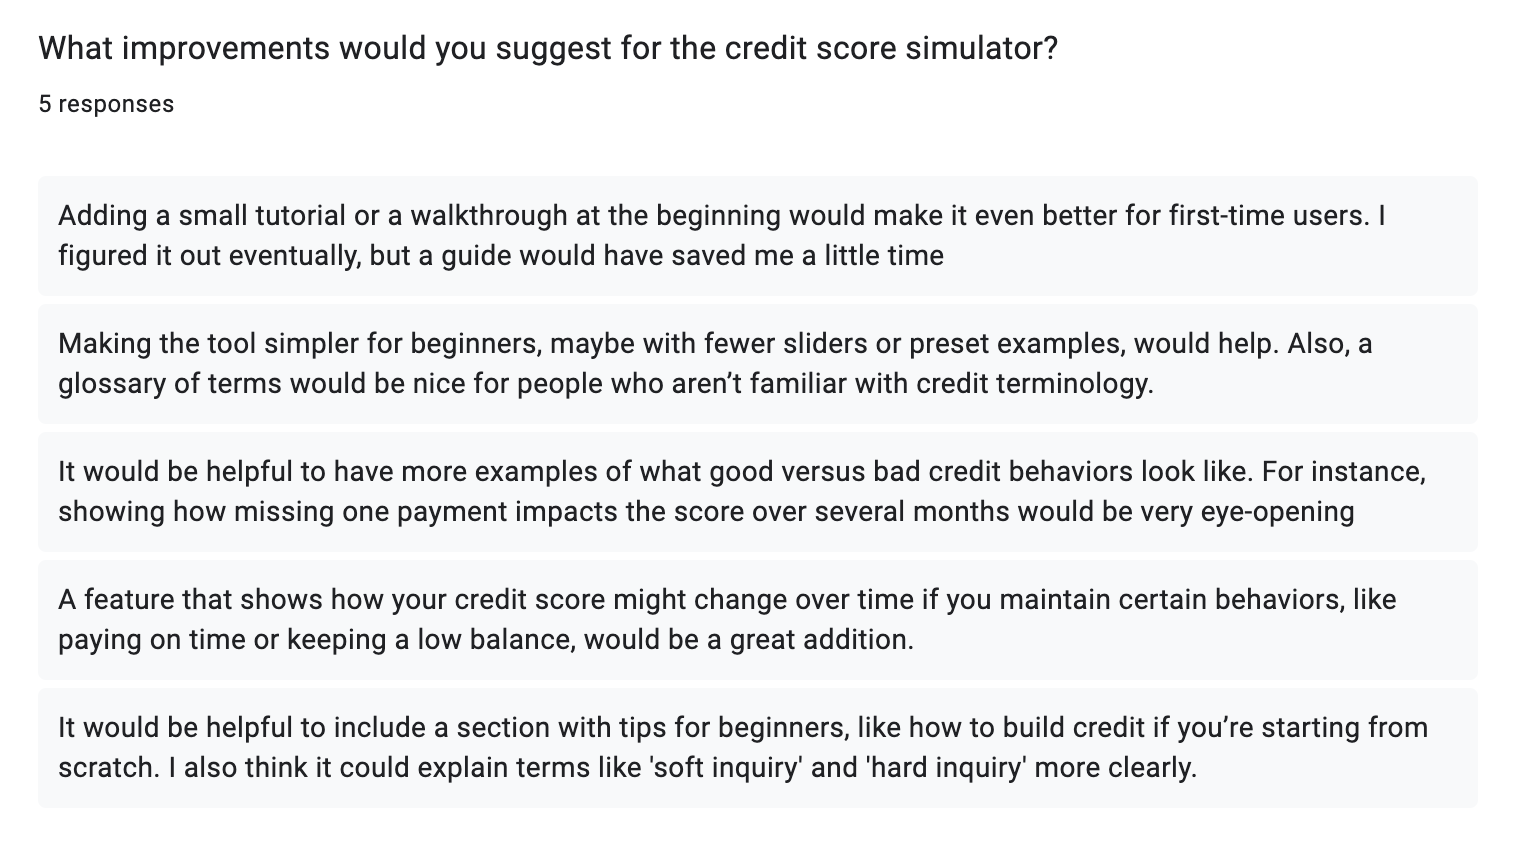 What improvements would you suggest for the credit score simulator?
5 responses
Adding a small tutorial or a walkthrough at the beginning would make it even better for first-time users. I
figured it out eventually, but a guide would have saved me a little time
Making the tool simpler for beginners, maybe with fewer sliders or preset examples, would help. Also, a
glossary of terms would be nice for people who aren’t familiar with credit terminology.
It would be helpful to have more examples of what good versus bad credit behaviors look like. For instance,
showing how missing one payment impacts the score over several months would be very eye-opening
A feature that shows how your credit score might change over time if you maintain certain behaviors, like
paying on time or keeping a low balance, would be a great addition.
It would be helpful to include a section with tips for beginners, like how to build credit if you’re starting from
scratch. I also think it could explain terms like 'soft inquiry' and 'hard inquiry' more clearly.